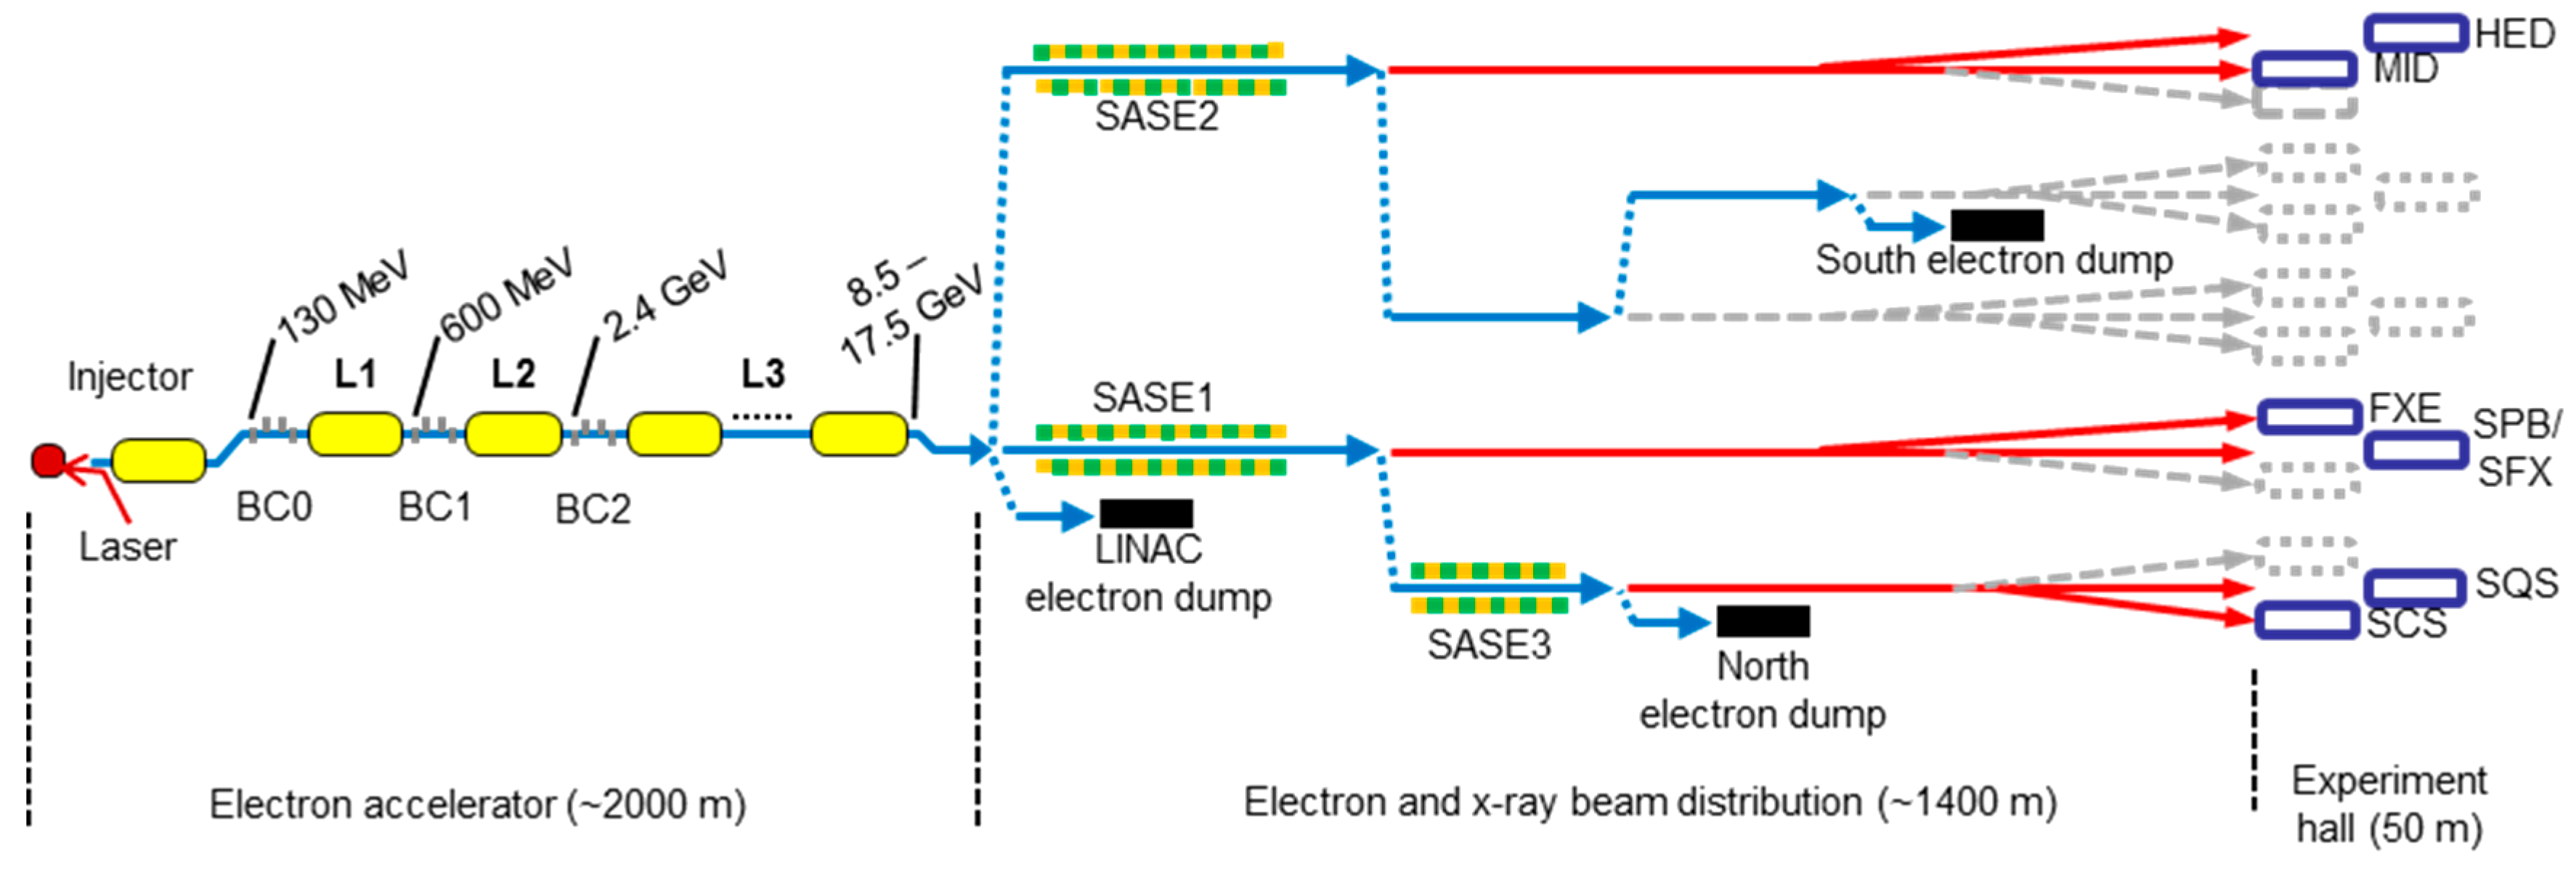 HED
MID
SASE2
South electron dump
130 MeV
600 MeV
2.4 GeV
8.5 –
17.5 GeV
Injector
L1
L2
L3
SASE1
FXE
SPB/
SFX
BC0
BC1
BC2
Laser
LINAC
electron dump
SASE3
SQS
SCS
North
electron dump
Electron accelerator (~2000 m)
Electron and x-ray beam distribution (~1400 m)
Experiment
hall (50 m)